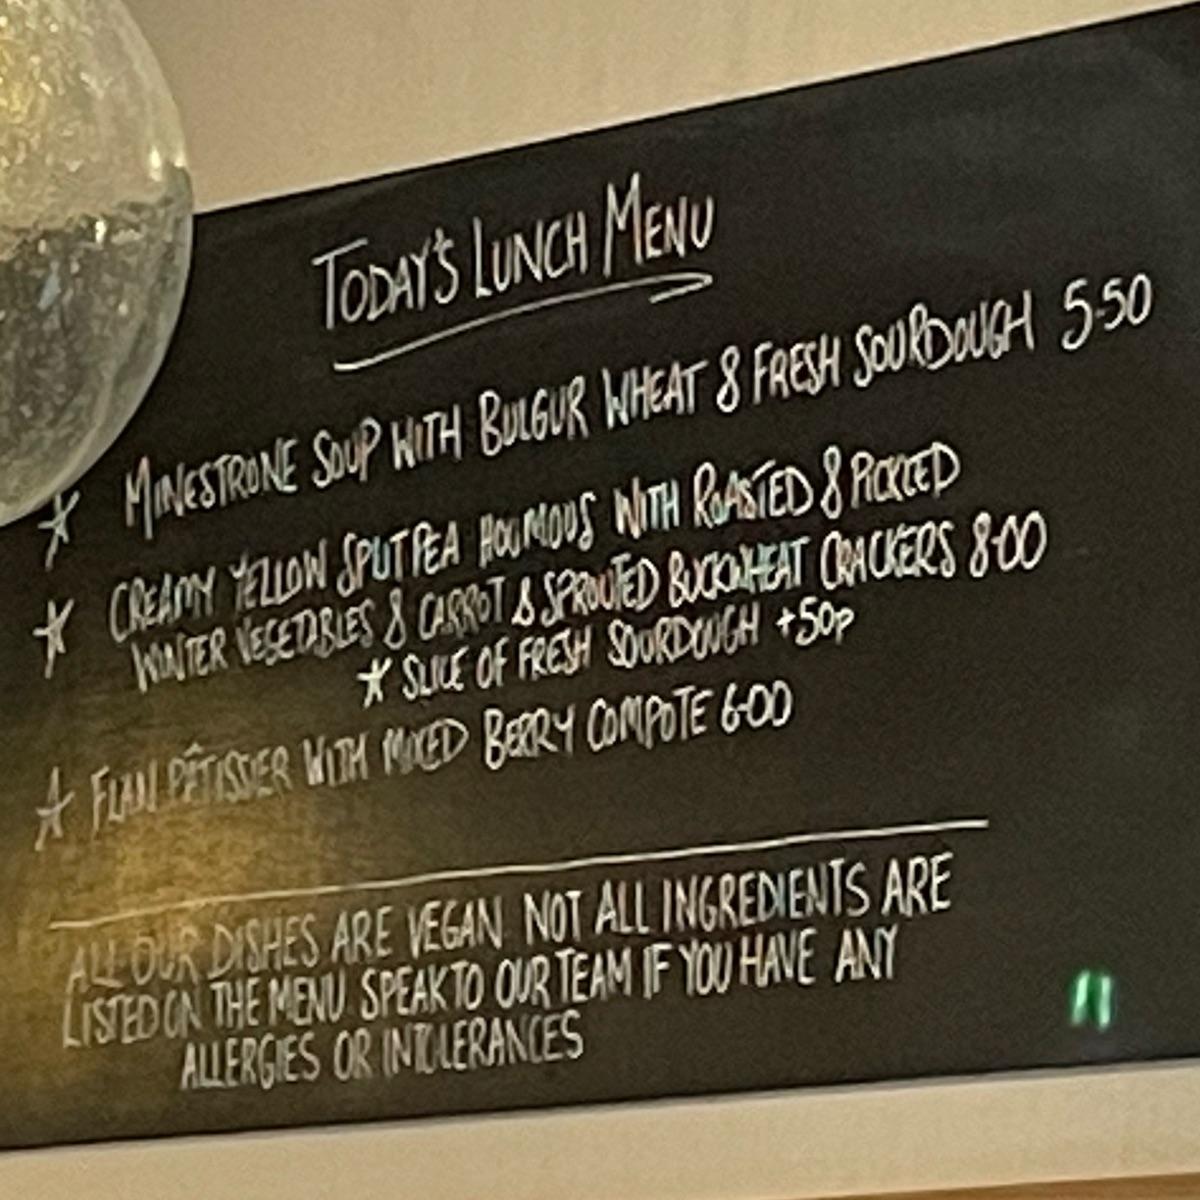 TODAY'S LUNCH MENU
MINESTRONE SOUP WITH BULGUR WHEAT & FRESH SOURDOUGH 5.50
CREAMY YELLOW SPLIT PEA HOUMOUS WITH ROASTED & PICKLED
WINTER VEGETABLES & CARROT & SPROUTED BUCKWHEAT CRACKERS 8.00
SLICE OF FRESH SOURDOUGH +50p
FLAN PÂTISSIER WITH MIXED BERRY COMPOTE 6.00
ALL OUR DISHES ARE VEGAN. NOT ALL INGREDIENTS ARE
LISTED ON THE MENU SPEAK TO OUR TEAM IF YOU HAVE ANY
ALLERGIES OR INTOLERANCES